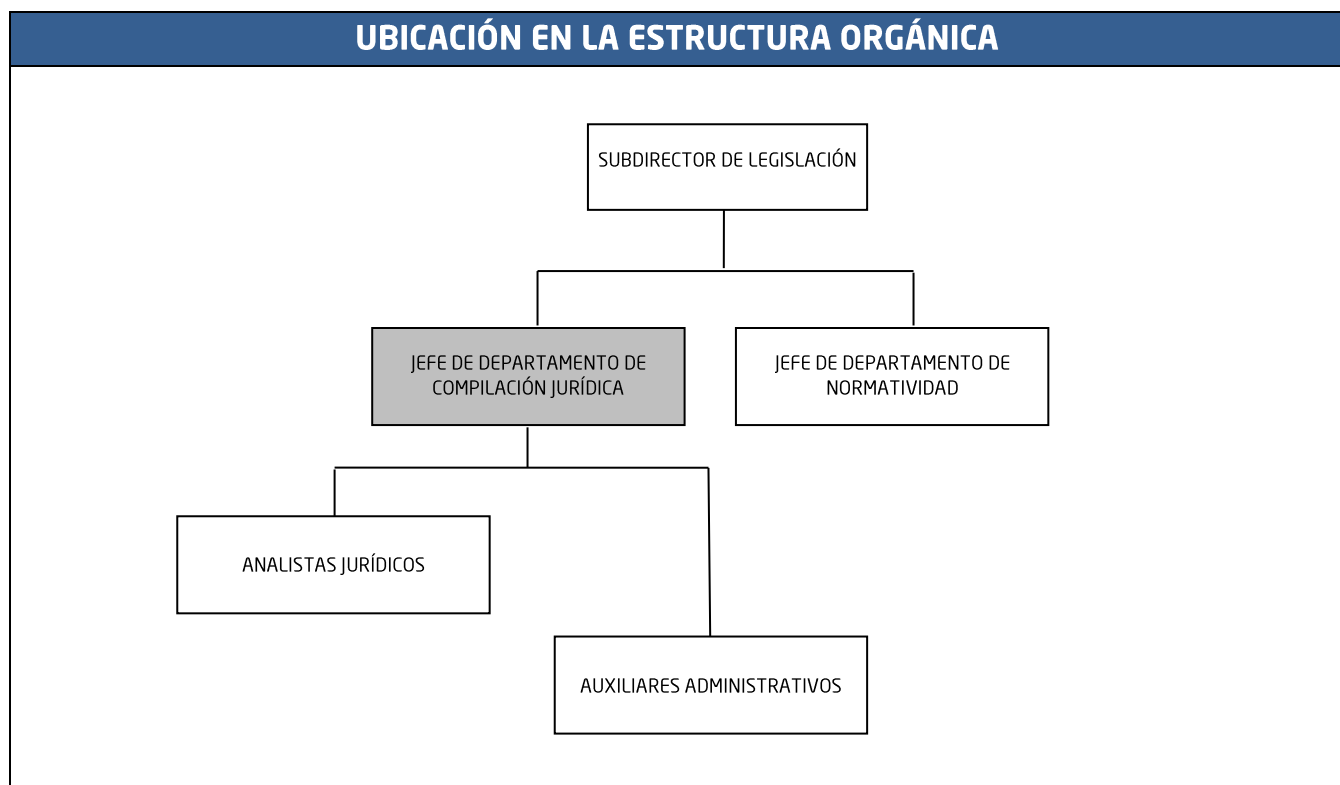 UBICACIÓN EN LA ESTRUCTURA ORGÁNICA
SUBDIRECTOR DE LEGISLACIÓN
JEFE DE DEPARTAMENTO DE
COMPILACIÓN JURÍDICA
JEFE DE DEPARTAMENTO DE
NORMATIVIDAD
ANALISTAS JURÍDICOS
AUXILIARES ADMINISTRATIVOS